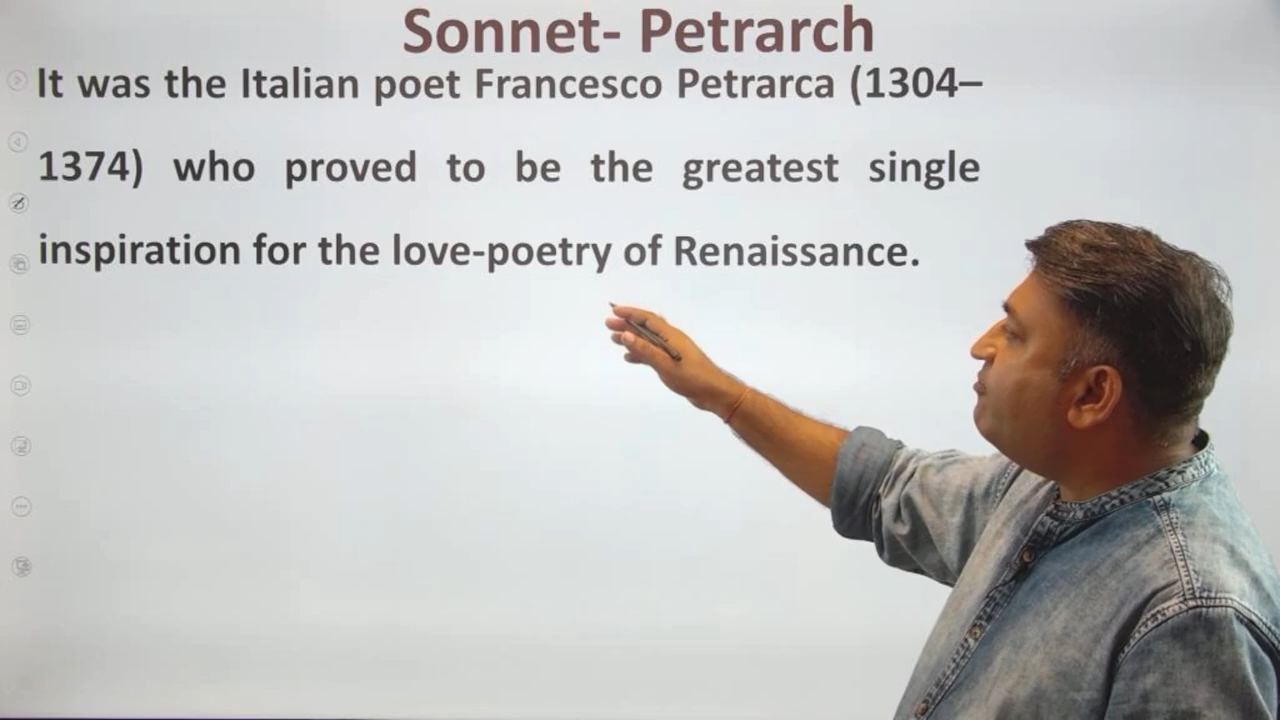 Sonnet- Petrarch
It was the Italian poet Francesco Petrarca (1304–
1374) who proved to be the greatest single
inspiration for the love-poetry of Renaissance.